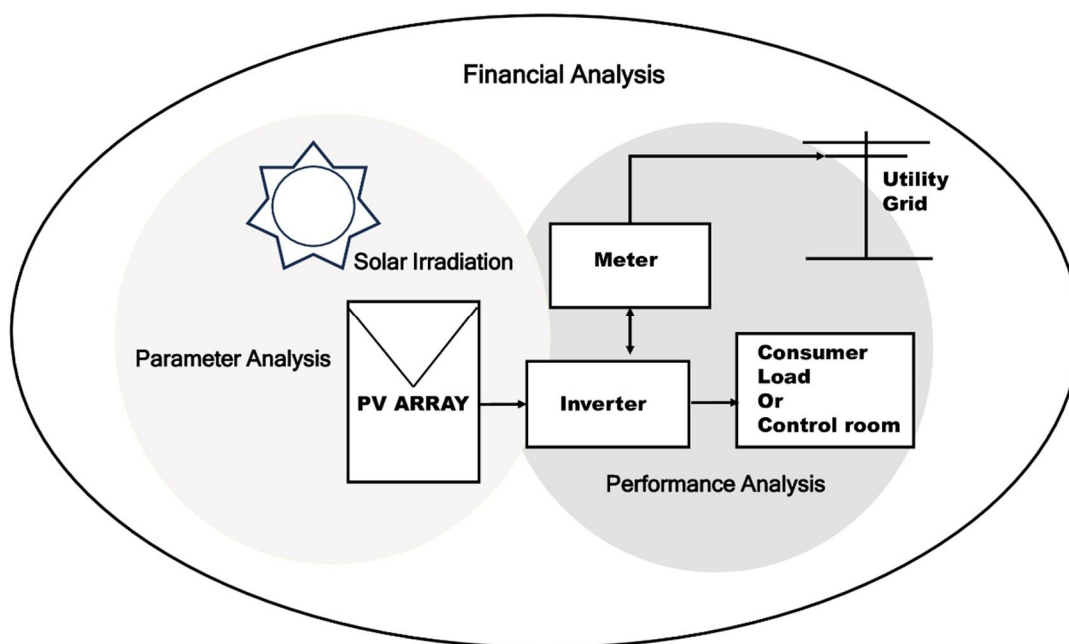 Financial Analysis
Utility
Grid
Meter
Solar Irradiation
Parameter Analysis
PV ARRAY
Inverter
Consumer
Load
Or
Control room
Performance Analysis